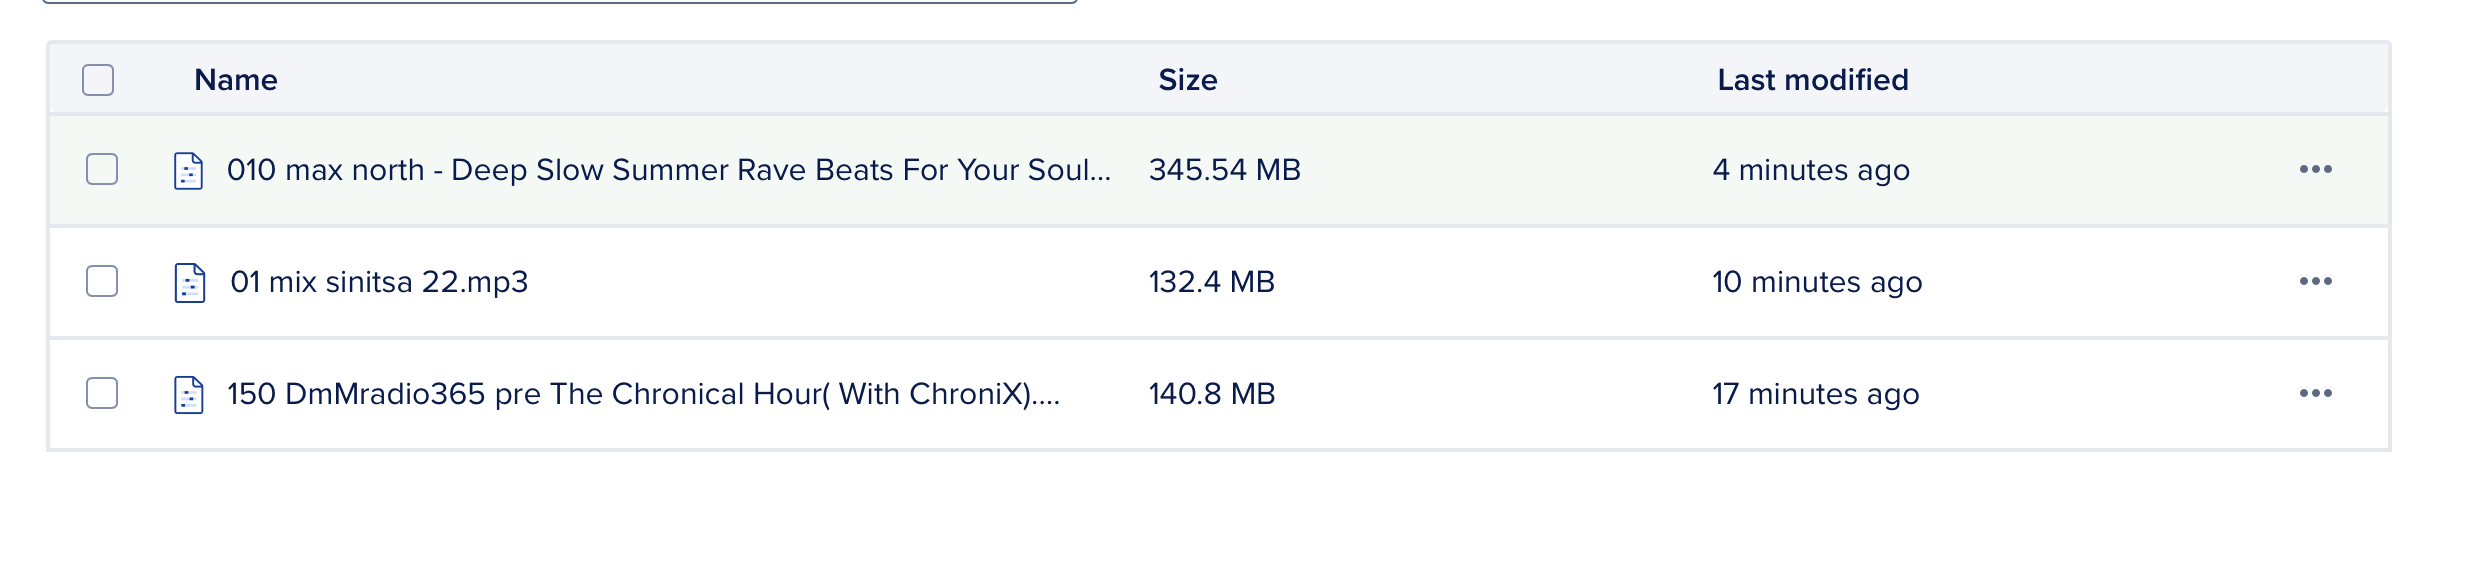 Name Size Last modified
010 max north - Deep Slow Summer Rave Beats For Your Soul... 345.54 MB 4 minutes ago
01 mix sinitsa 22.mp3 132.4 MB 10 minutes ago
150 DmMradio365 pre The Chronical Hour( With ChroniX).... 140.8 MB 17 minutes ago